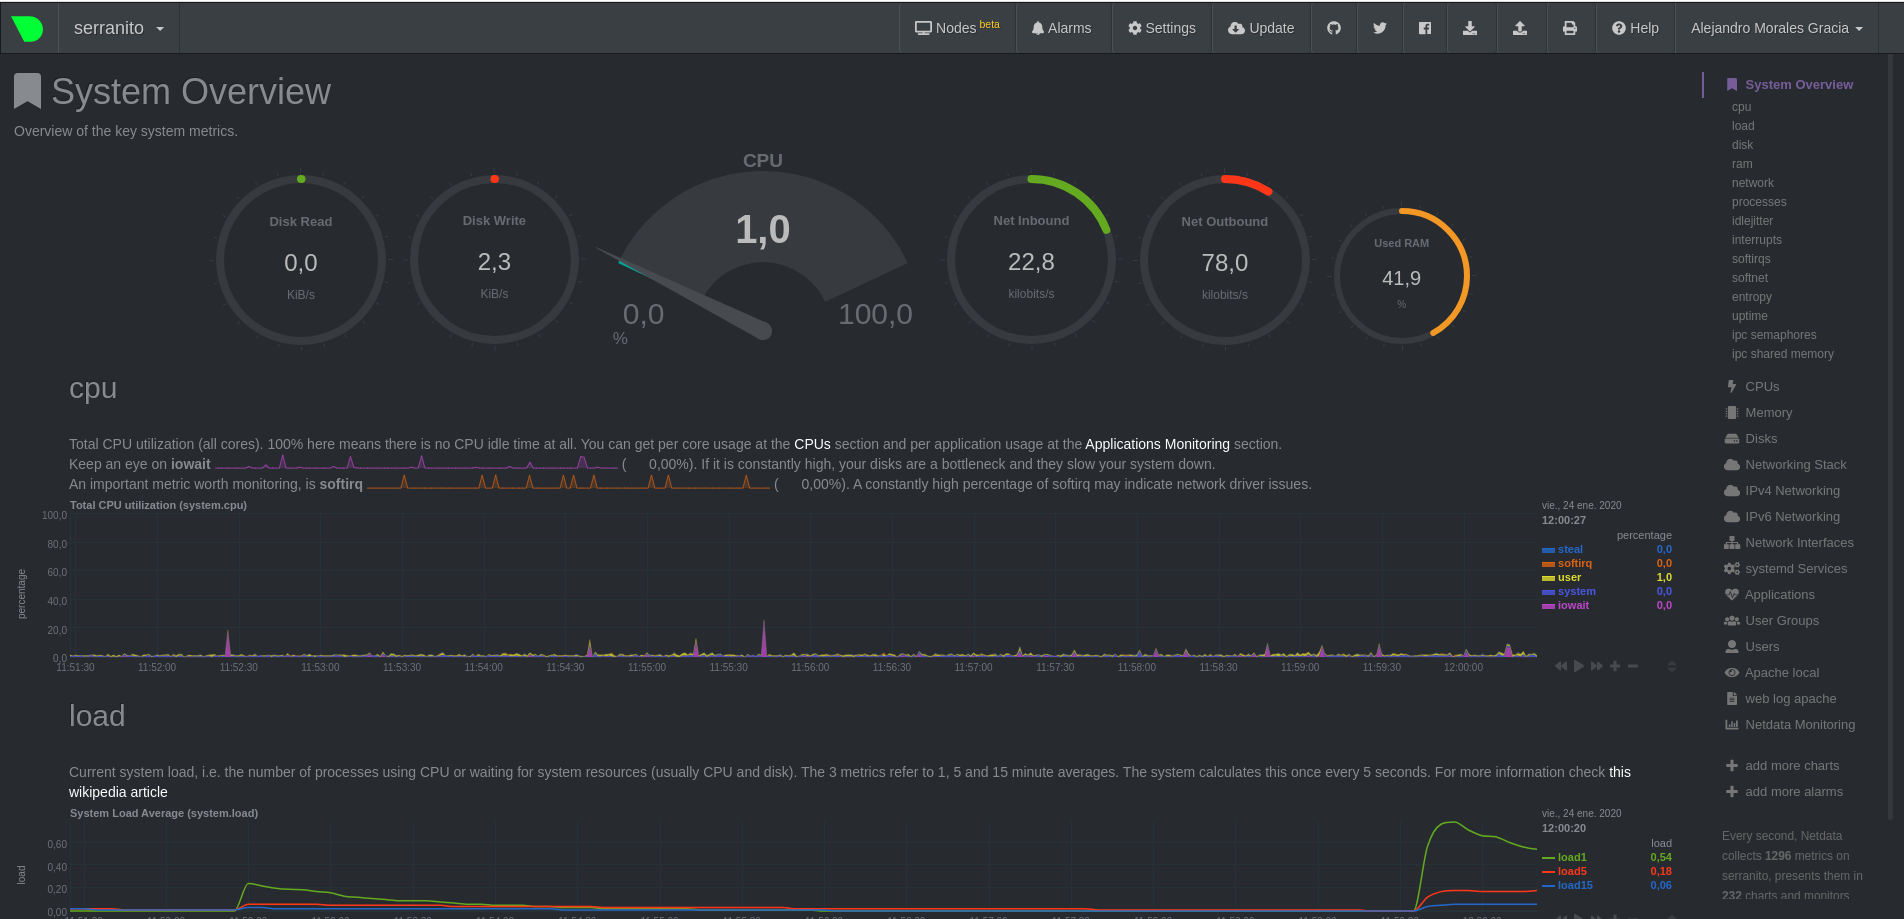 serranito
Nodes beta
Alarms
Settings
Update
Help
Alejandro Morales Gracia
System Overview
Overview of the key system metrics.
Disk Read
0,0
KiB/s
Disk Write
2,3
KiB/s
CPU
1,0
0,0
100,0
%
Net Inbound
22,8
kilobits/s
Net Outbound
78,0
kilobits/s
Used RAM
41,9
%
cpu
Total CPU utilization (all cores). 100% here means there is no CPU idle time at all. You can get per core usage at the CPUs section and per application usage at the Applications Monitoring section.
Keep an eye on iowait ( 0,00%). If it is constantly high, your disks are a bottleneck and they slow your system down.
An important metric worth monitoring, is softirq ( 0,00%). A constantly high percentage of softirq may indicate network driver issues.
Total CPU utilization (system.cpu)
percentage
100,0
80,0
60,0
40,0
20,0
0,0
11:51:30 11:52:00 11:52:30 11:53:00 11:53:30 11:54:00 11:54:30 11:55:00 11:55:30 11:56:00 11:56:30 11:57:00 11:57:30 11:58:00 11:58:30 11:59:00 11:59:30 12:00:00
vie., 24 ene. 2020
12:00:27
percentage
steal 0,0
softirq 0,0
user 1,0
system 0,0
iowait 0,0
load
Current system load, i.e. the number of processes using CPU or waiting for system resources (usually CPU and disk). The 3 metrics refer to 1, 5 and 15 minute averages. The system calculates this once every 5 seconds. For more information check this
wikipedia article
System Load Average (system.load)
load
0,60
0,40
0,20
0,00
vie., 24 ene. 2020
12:00:20
load
load1 0,54
load5 0,18
load15 0,06
System Overview
cpu
load
disk
ram
network
processes
idlejitter
interrupts
softirqs
softnet
entropy
uptime
ipc semaphores
ipc shared memory
CPUs
Memory
Disks
Networking Stack
IPv4 Networking
IPv6 Networking
Network Interfaces
systemd Services
Applications
User Groups
Users
Apache local
web log apache
Netdata Monitoring
add more charts
add more alarms
Every second, Netdata
collects 1296 metrics on
serranito, presents them in
232 charts and monitors